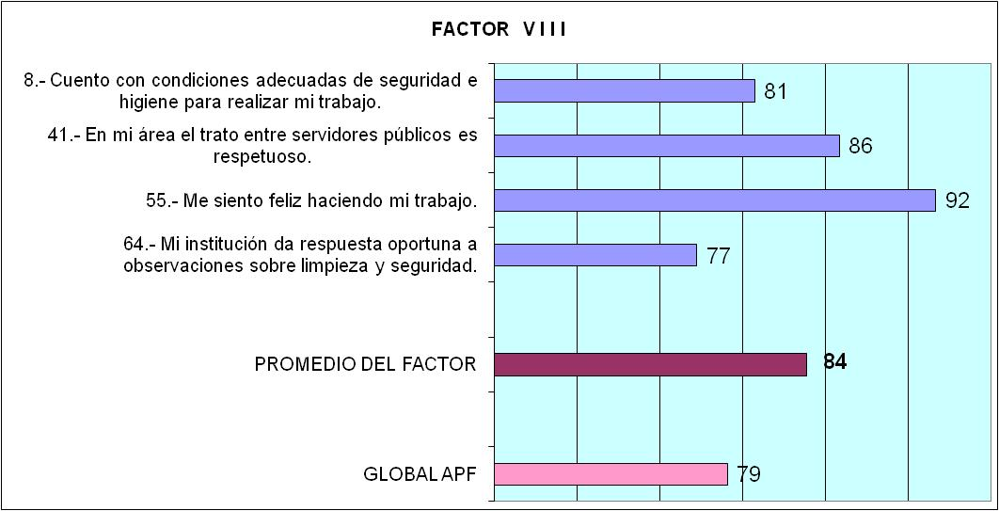 FACTOR V I I I
8.- Cuento con condiciones adecuadas de seguridad e
higiene para realizar mi trabajo.
81
41.- En mi área el trato entre servidores públicos es
respetuoso.
86
55.- Me siento feliz haciendo mi trabajo.
92
64.- Mi institución da respuesta oportuna a
observaciones sobre limpieza y seguridad.
77
PROMEDIO DEL FACTOR
84
GLOBAL APF
79